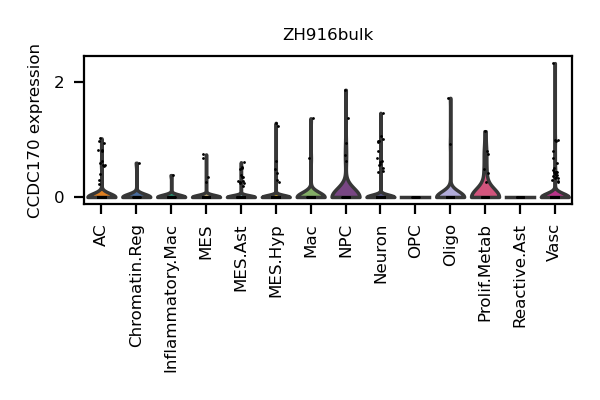 ZH916bulk
CCDC170 expression
2
0
AC
Chromatin.Reg
Inflammatory.Mac
MES
MES.Ast
MES.Hyp
Mac
NPC
Neuron
OPC
Oligo
Prolif.Metab
Reactive.Ast
Vasc